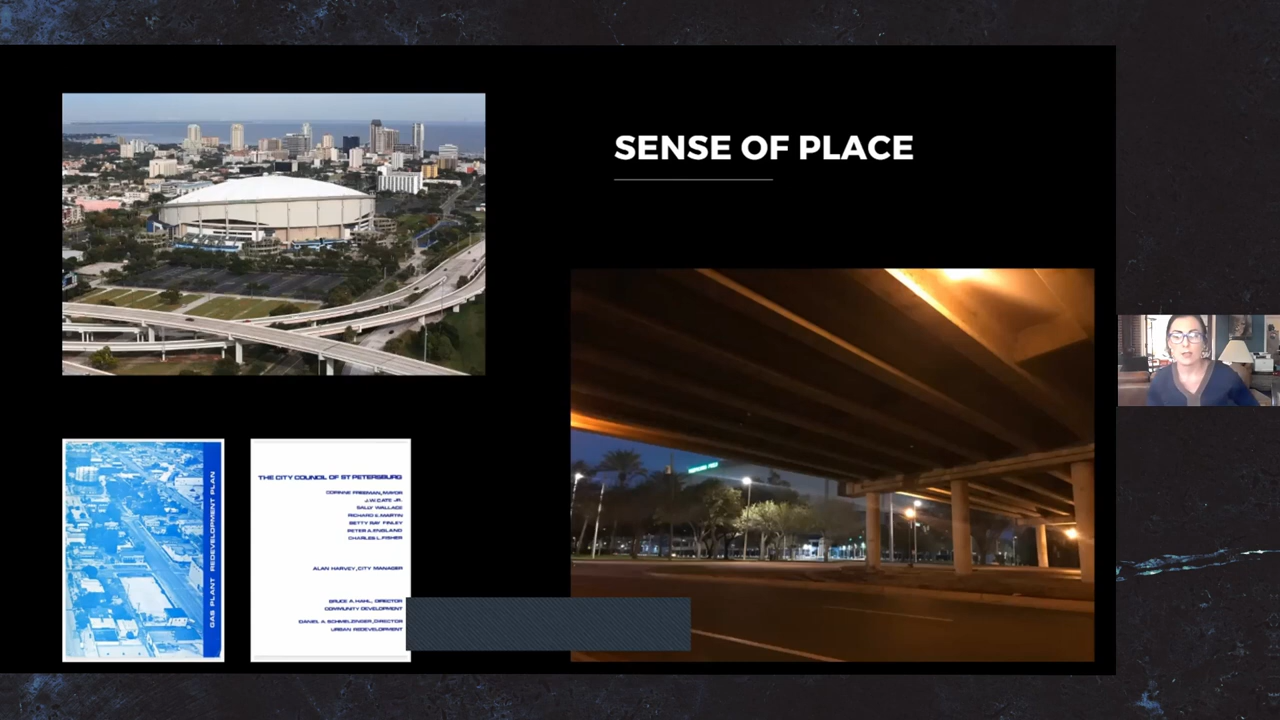 SENSE OF PLACE
GAS PLANT REDEVELOPMENT PLAN
THE CITY COUNCIL OF ST PETERSBURG
CORINNE FREEMAN, MAYOR
J.W. CATE JR.
SALLY WALLACE
RICHARD E. MARTIN
BETTY RAY FINLEY
PETER A. ENGLAND
CHARLES L. FISHER
ALAN HARVEY, CITY MANAGER
BRUCE A. HAHL, DIRECTOR
COMMUNITY DEVELOPMENT
DANIEL A. SCHMELZINGER, DIRECTOR
URBAN REDEVELOPMENT